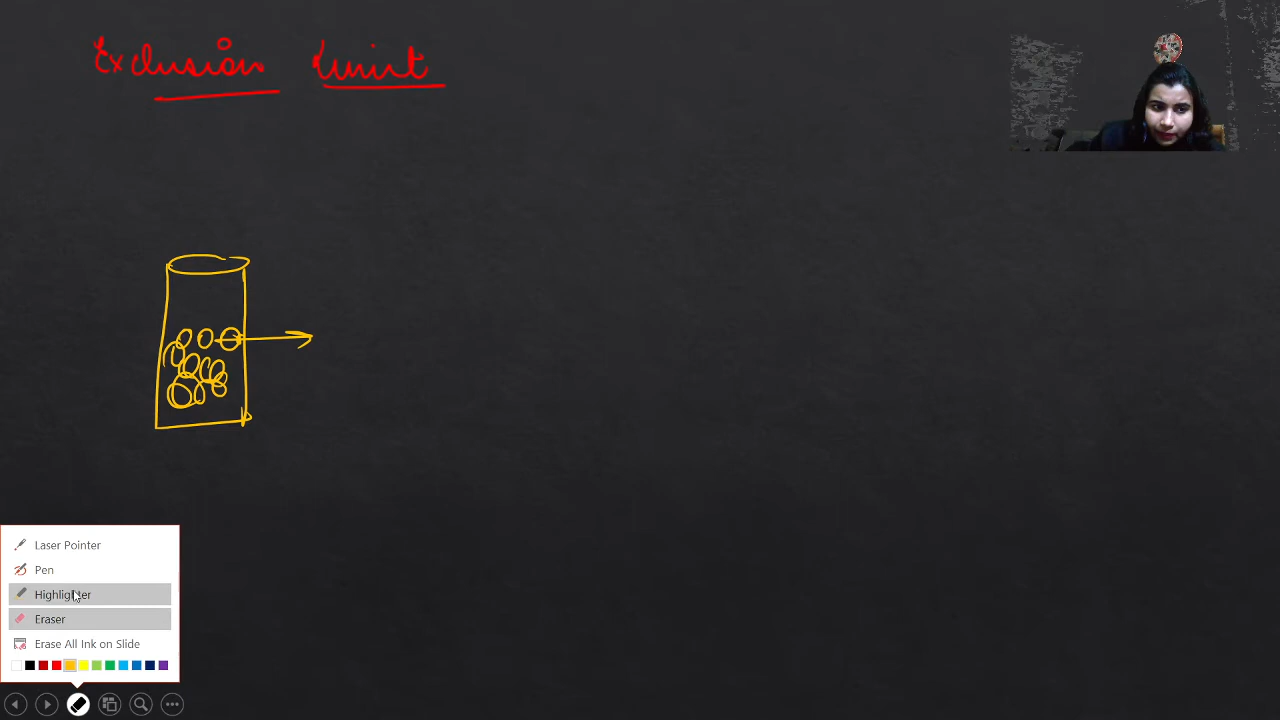 Exclusion Limit
Laser Pointer
Pen
Highlighter
Eraser
Erase All Ink on Slide